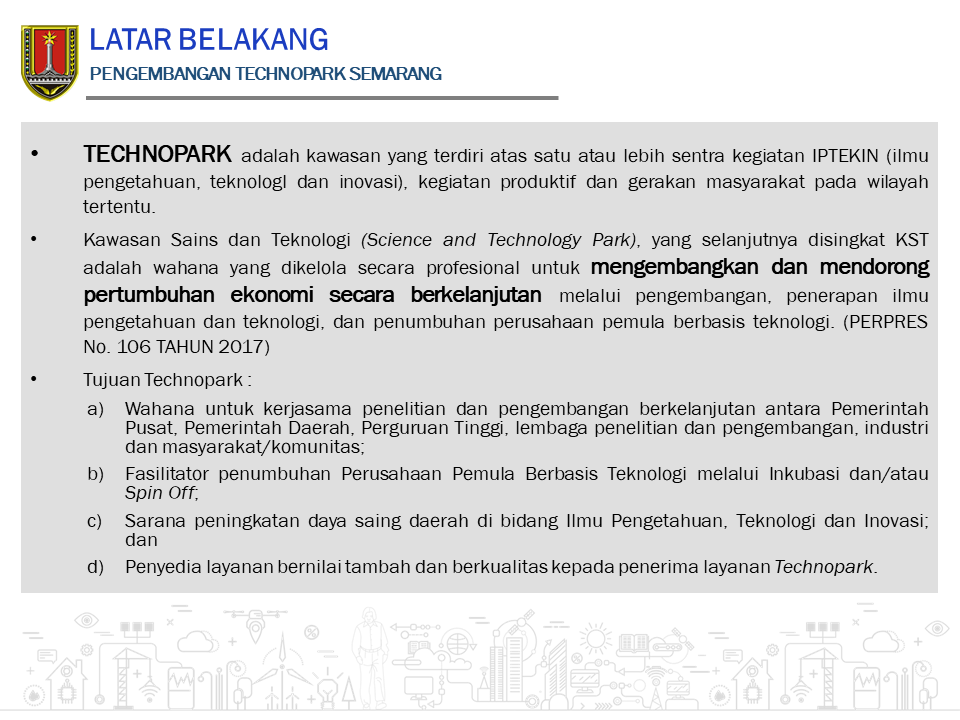 LATAR BELAKANG
PENGEMBANGAN TECHNOPARK SEMARANG
• TECHNOPARK adalah kawasan yang terdiri atas satu atau lebih sentra kegiatan IPTEKIN (ilmu
pengetahuan, teknologI dan inovasi), kegiatan produktif dan gerakan masyarakat pada wilayah
tertentu.
• Kawasan Sains dan Teknologi (Science and Technology Park), yang selanjutnya disingkat KST
adalah wahana yang dikelola secara profesional untuk mengembangkan dan mendorong
pertumbuhan ekonomi secara berkelanjutan melalui pengembangan, penerapan ilmu
pengetahuan dan teknologi, dan penumbuhan perusahaan pemula berbasis teknologi. (PERPRES
No. 106 TAHUN 2017)
• Tujuan Technopark :
a) Wahana untuk kerjasama penelitian dan pengembangan berkelanjutan antara Pemerintah
Pusat, Pemerintah Daerah, Perguruan Tinggi, lembaga penelitian dan pengembangan, industri
dan masyarakat/komunitas;
b) Fasilitator penumbuhan Perusahaan Pemula Berbasis Teknologi melalui Inkubasi dan/atau
Spin Off;
c) Sarana peningkatan daya saing daerah di bidang Ilmu Pengetahuan, Teknologi dan Inovasi;
dan
d) Penyedia layanan bernilai tambah dan berkualitas kepada penerima layanan Technopark.